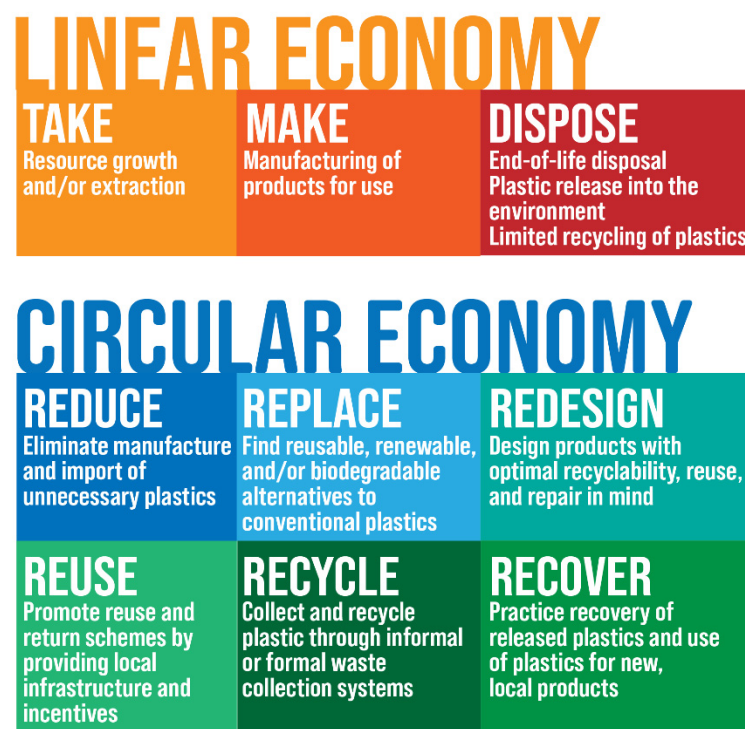 LINEAR ECONOMY
TAKE
Resource growth
and/or extraction
MAKE
Manufacturing of
products for use
DISPOSE
End-of-life disposal
Plastic release into the
environment
Limited recycling of plastics
CIRCULAR ECONOMY
REDUCE
Eliminate manufacture
and import of
unnecessary plastics
REPLACE
Find reusable, renewable,
and/or biodegradable
alternatives to
conventional plastics
REDESIGN
Design products with
optimal recyclability, reuse,
and repair in mind
REUSE
Promote reuse and
return schemes by
providing local
infrastructure and
incentives
RECYCLE
Collect and recycle
plastic through informal
or formal waste
collection systems
RECOVER
Practice recovery of
released plastics and use
of plastics for new,
local products